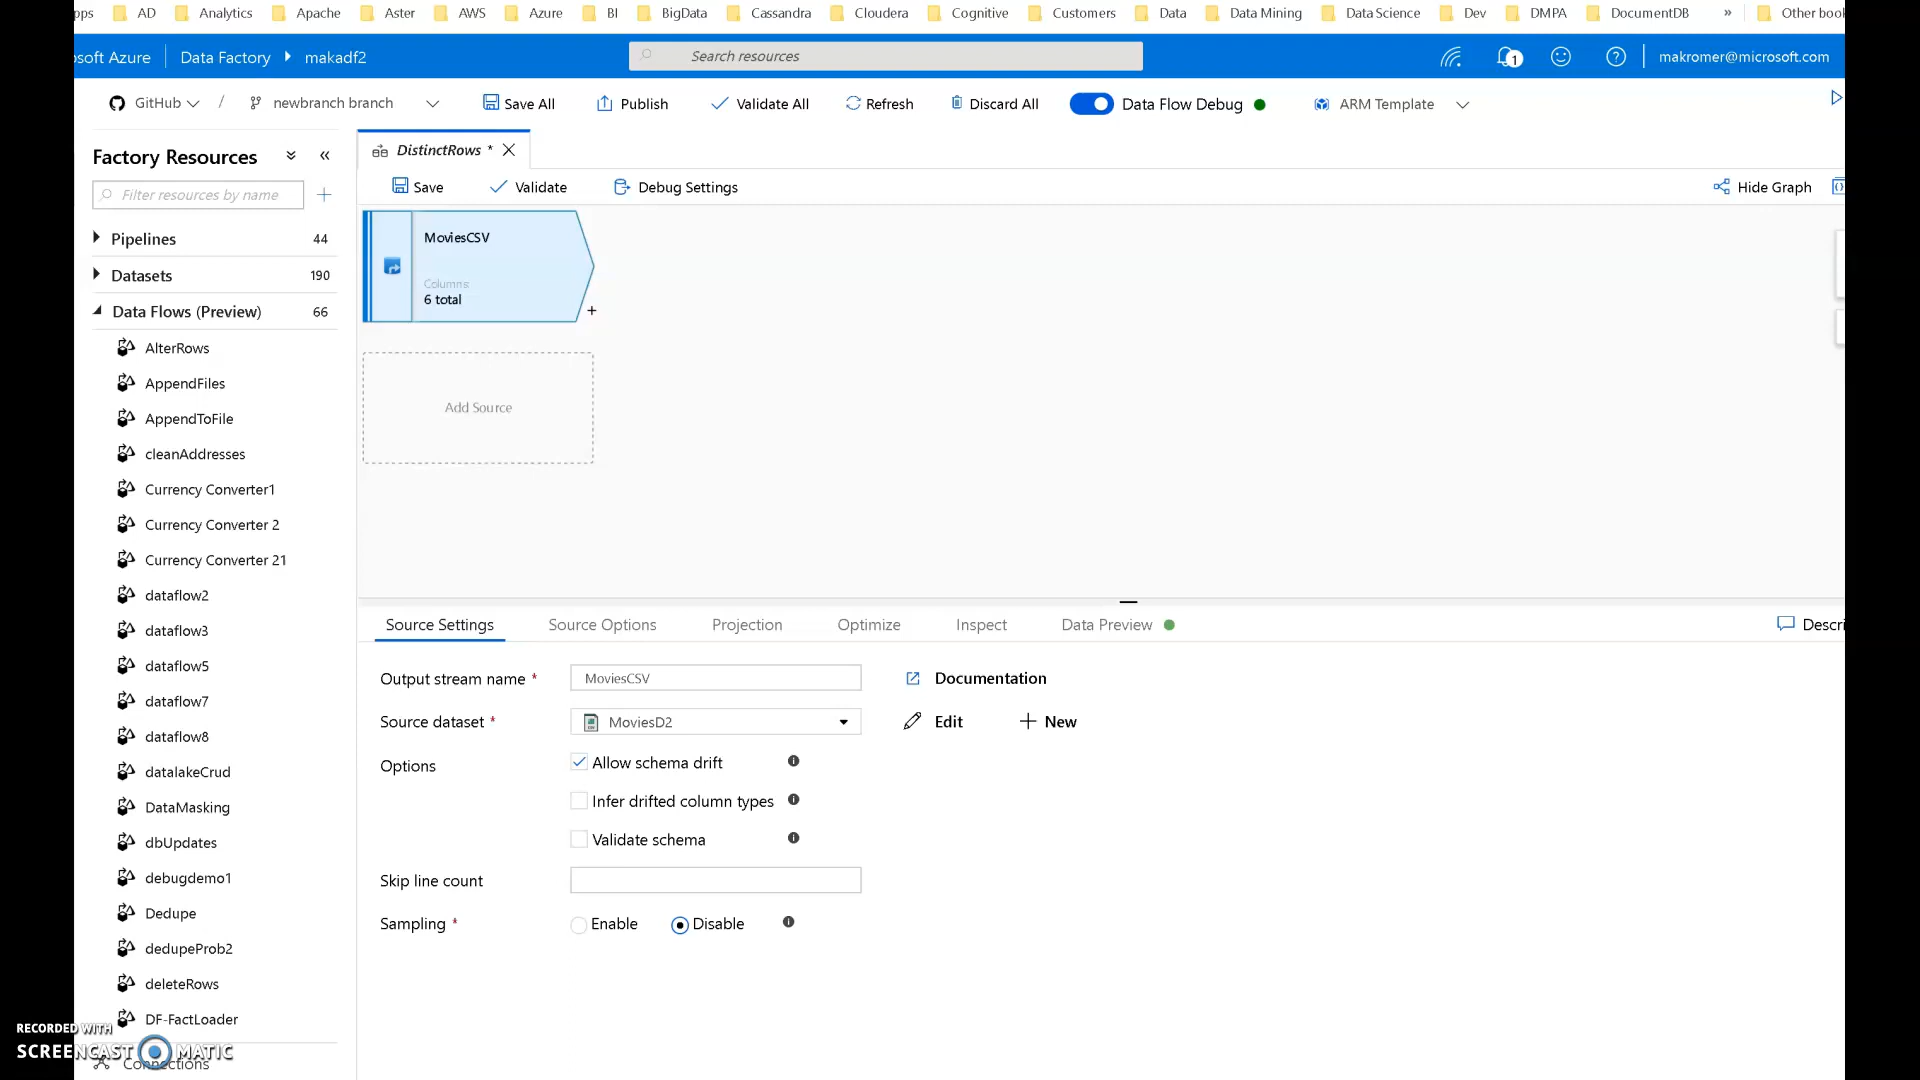 pps AD Analytics Apache Aster AWS Azure BI BigData Cassandra Cloudera Cognitive Customers Data Data Mining Data Science Dev DMPA DocumentDB » Other book
osoft Azure Data Factory makadf2 Search resources 1 makromer@microsoft.com
GitHub / newbranch branch Save All Publish Validate All Refresh Discard All Data Flow Debug ARM Template
Factory Resources
DistinctRows *
Filter resources by name
Save Validate Debug Settings Hide Graph
Pipelines 44
Datasets 190
Data Flows (Preview) 66
AlterRows
AppendFiles
AppendToFile
cleanAddresses
Currency Converter1
Currency Converter 2
Currency Converter 21
dataflow2
dataflow3
dataflow5
dataflow7
dataflow8
datalakeCrud
DataMasking
dbUpdates
debugdemo1
Dedupe
dedupeProb2
deleteRows
DF-FactLoader
Connections
MoviesCSV
Columns:
6 total
+
Add Source
Source Settings Source Options Projection Optimize Inspect Data Preview Descri
Output stream name * MoviesCSV Documentation
Source dataset * MoviesD2 Edit New
Options Allow schema drift
Infer drifted column types
Validate schema
Skip line count
Sampling * Enable Disable
RECORDED WITH
SCREENCAST MATIC